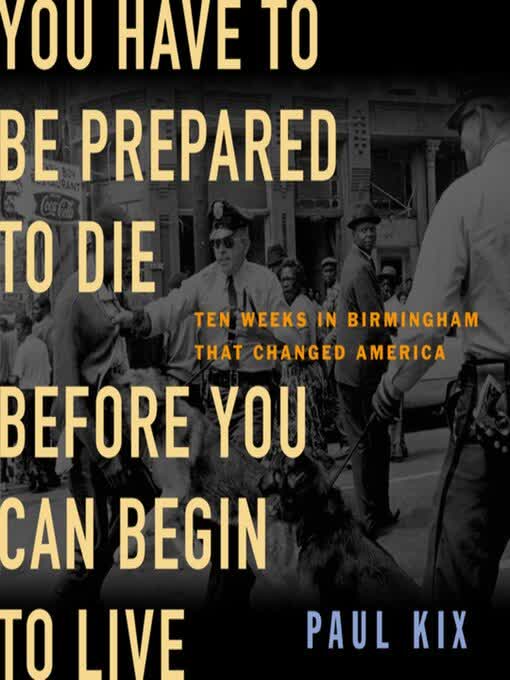 YOU HAVE TO
BE PREPARED
TO DIE
TEN WEEKS IN BIRMINGHAM
THAT CHANGED AMERICA
BEFORE YOU
CAN BEGIN
TO LIVE
PAUL KIX
RESTAURANT
Coca-Cola